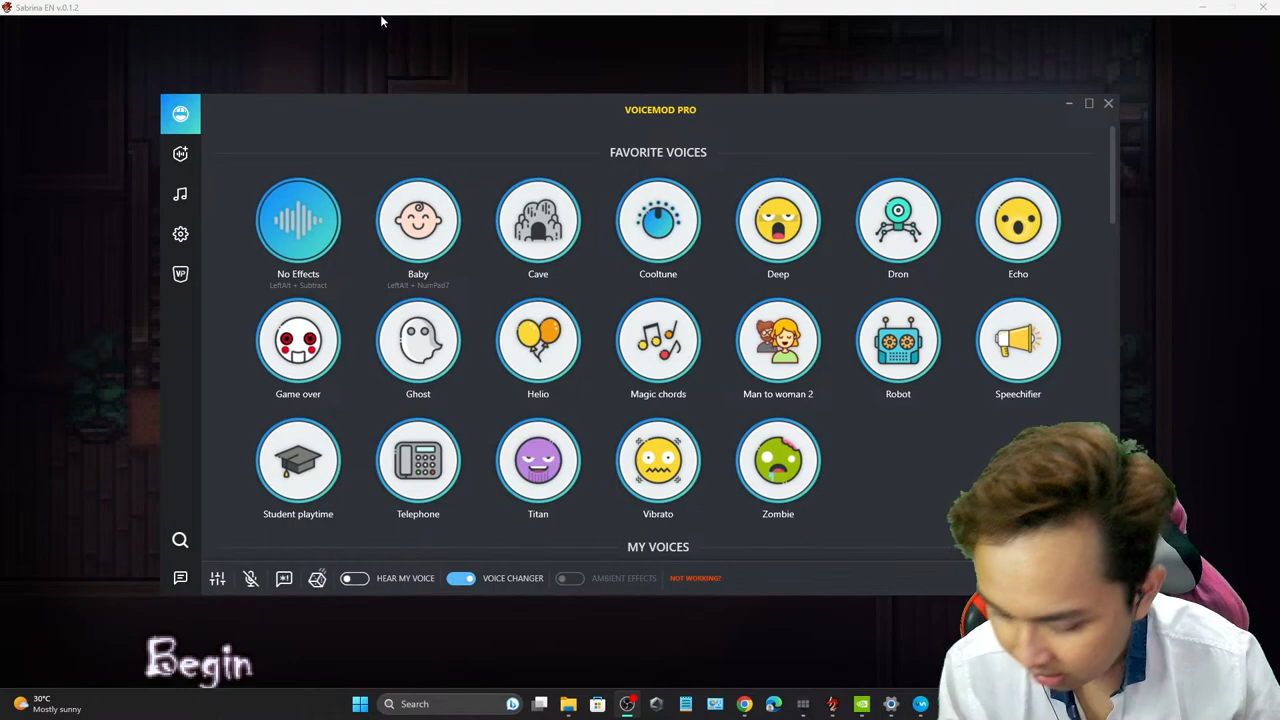 Sabrina EN v.0.1.2
VOICEMOD PRO
FAVORITE VOICES
No Effects
LeftAlt + Subtract
Baby
LeftAlt + NumPad7
Cave
Cooltune
Deep
Dron
Echo
Game over
Ghost
Helio
Magic chords
Man to woman 2
Robot
Speechifier
Student playtime
Telephone
Titan
Vibrato
Zombie
MY VOICES
HEAR MY VOICE
VOICE CHANGER
AMBIENT EFFECTS
NOT WORKING?
VP
Begin
30°C
Mostly sunny
Search